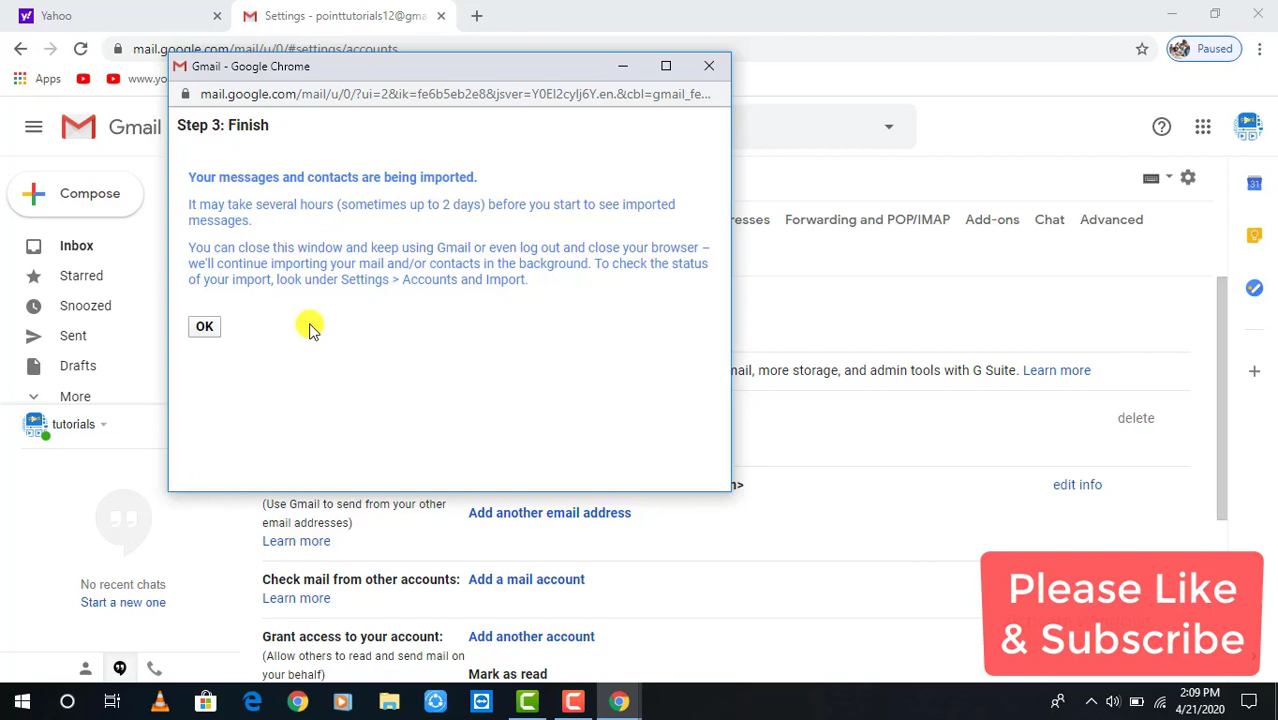 Yahoo
Settings - pointtutorials12@gma
mail.google.com/mail/u/0/#settings/accounts
Paused
Apps
www.yo
Gmail - Google Chrome
mail.google.com/mail/u/0/?ui=2&ik=fe6b5eb2e8&jsver=Y0EI2cyIj6Y.en.&cbl=gmail_fe...
Gmail
Step 3: Finish
Your messages and contacts are being imported.
It may take several hours (sometimes up to 2 days) before you start to see imported
messages.
You can close this window and keep using Gmail or even log out and close your browser –
we'll continue importing your mail and/or contacts in the background. To check the status
of your import, look under Settings > Accounts and Import.
OK
Compose
Inbox
Starred
Snoozed
Sent
Drafts
More
tutorials
No recent chats
Start a new one
resses Forwarding and POP/IMAP Add-ons Chat Advanced
mail, more storage, and admin tools with G Suite. Learn more
delete
n>
edit info
(Use Gmail to send from your other
email addresses)
Learn more
Add another email address
Check mail from other accounts:
Add a mail account
Learn more
Grant access to your account:
Add another account
(Allow others to read and send mail on
your behalf)
Mark as read
Please Like
& Subscribe
31
2:09 PM
4/21/2020